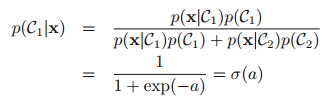 p(C₁|x) = p(x|C₁)p(C₁) / p(x|C₁)p(C₁) + p(x|C₂)p(C₂)
= 1 / 1 + exp(−a) = σ(a)